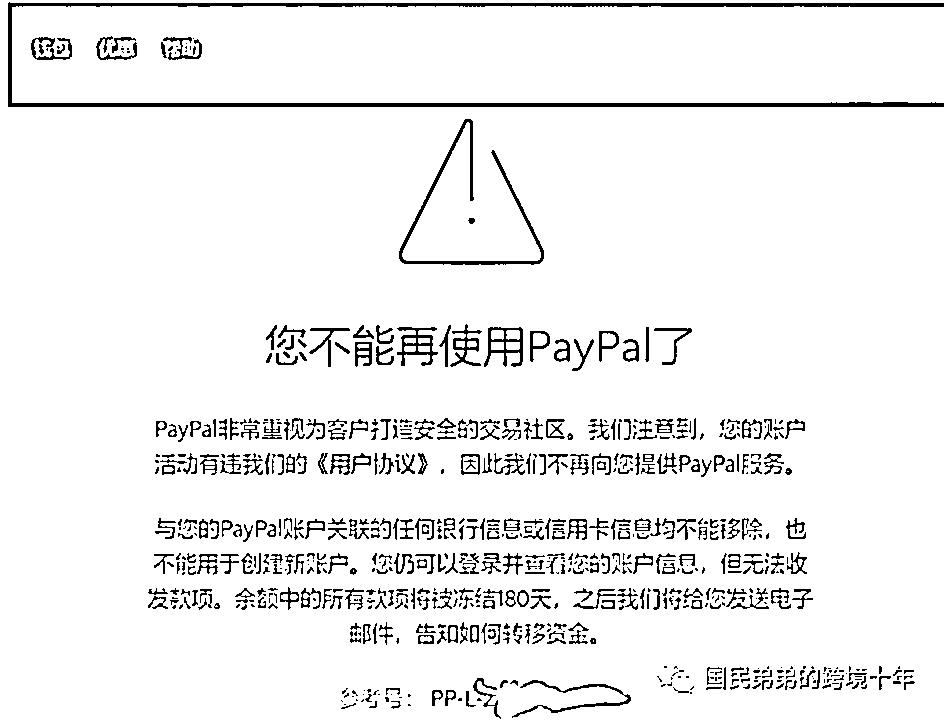 钱包 优惠 帮助
您不能再使用PayPal了
PayPal非常重视为客户打造安全的交易社区。我们注意到，您的账户
活动有违我们的《用户协议》，因此我们不再向您提供PayPal服务。
与您的PayPal账户关联的任何银行信息或信用卡信息均不能移除，也
不能用于创建新账户。您仍可以登录并查看您的账户信息，但无法收
发款项。余额中的所有款项将被冻结180天，之后我们将给您发送电子
邮件，告知如何转移资金。
参考号： PP-L-
国民弟弟的跨境十年